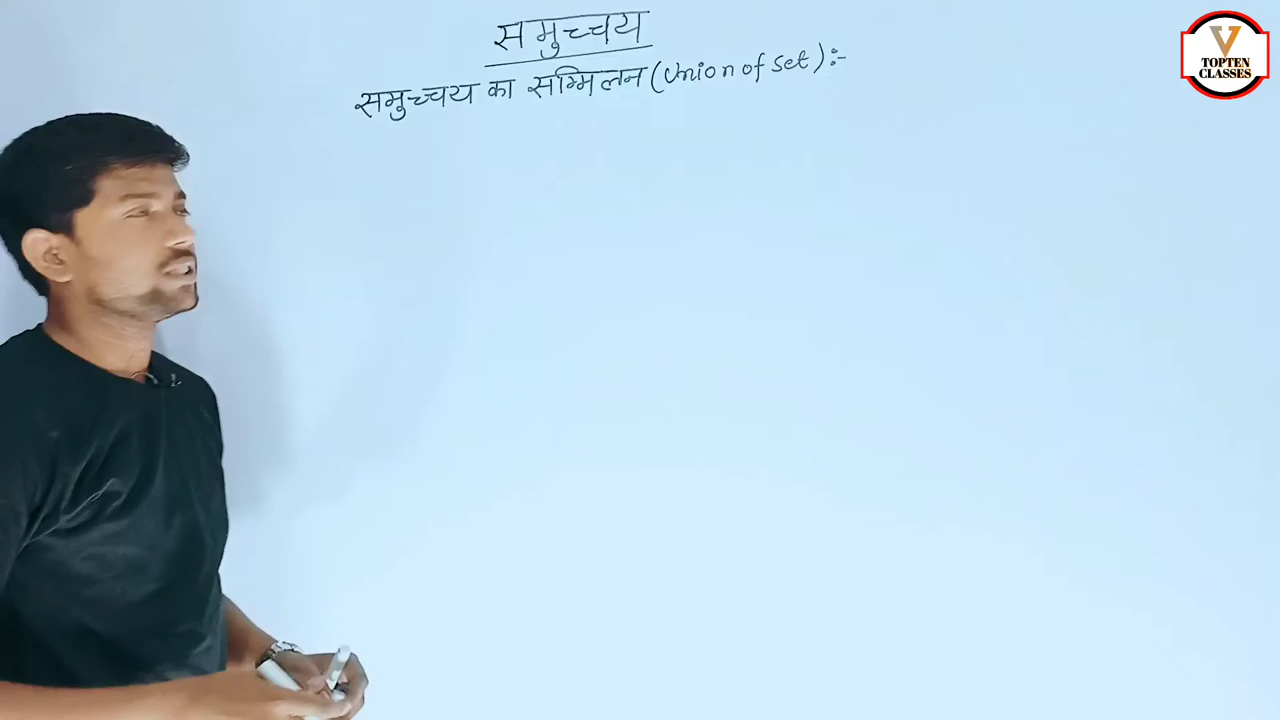 समुच्चय
समुच्चय का सम्मिलन (Union of set) :-
V
TOPTEN
CLASSES